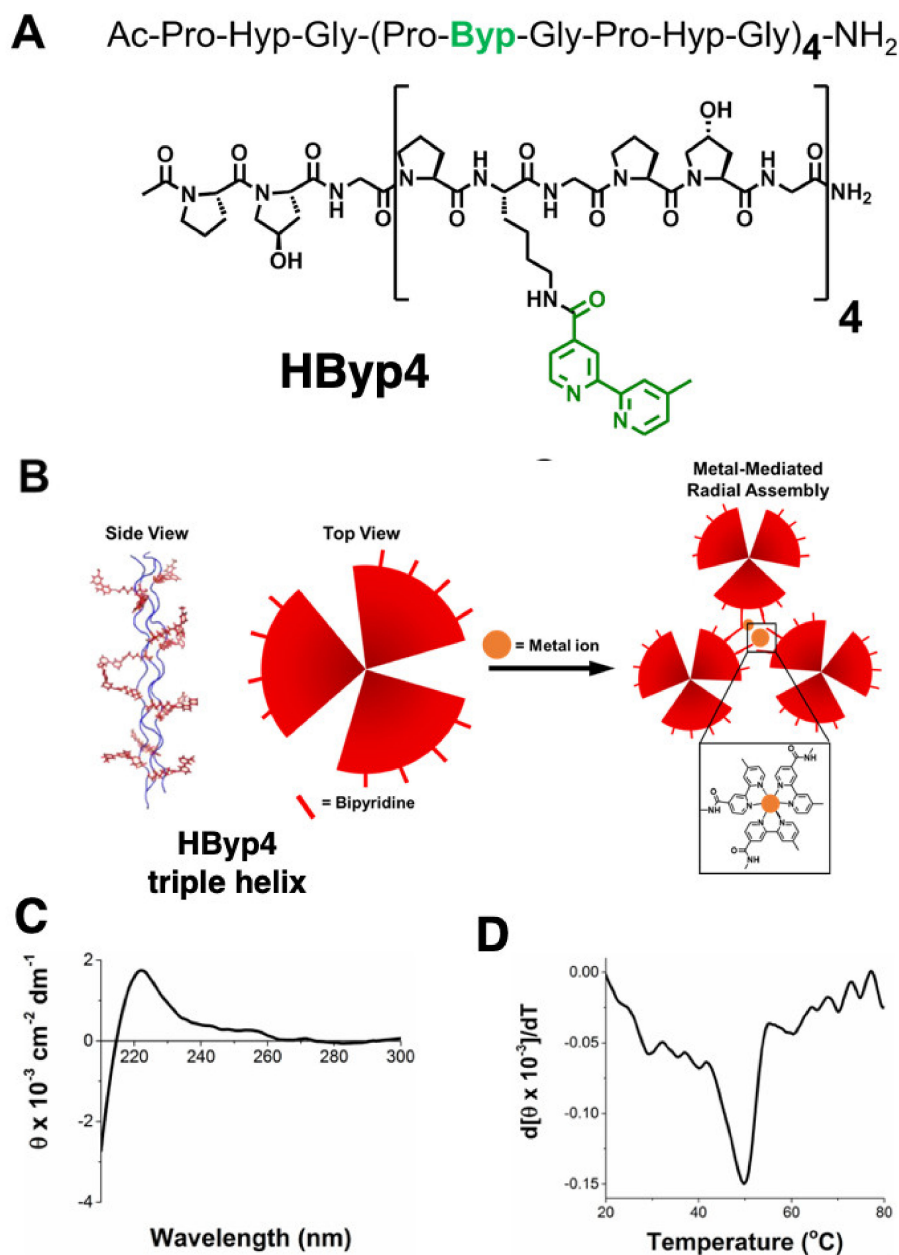 A
Ac-Pro-Hyp-Gly-(Pro-Byp-Gly-Pro-Hyp-Gly)4-NH2
O
O
O
O
H
N
O
O
OH
N
N
HN
O
N
O
N
H
O
N
O
N
O
N
H
O
NH2
OH
HN
O
4
HByp4
N
N
B
Side View
Top View
Metal-Mediated
Radial Assembly
= Metal ion
= Bipyridine
HByp4
triple helix
C
D
2
0
-2
-4
θ x 10-3 cm-2 dm-1
220
240
260
280
300
Wavelength (nm)
0.00
-0.05
-0.10
-0.15
d[θ x 10-3]/dT
20
40
60
80
Temperature (oC)